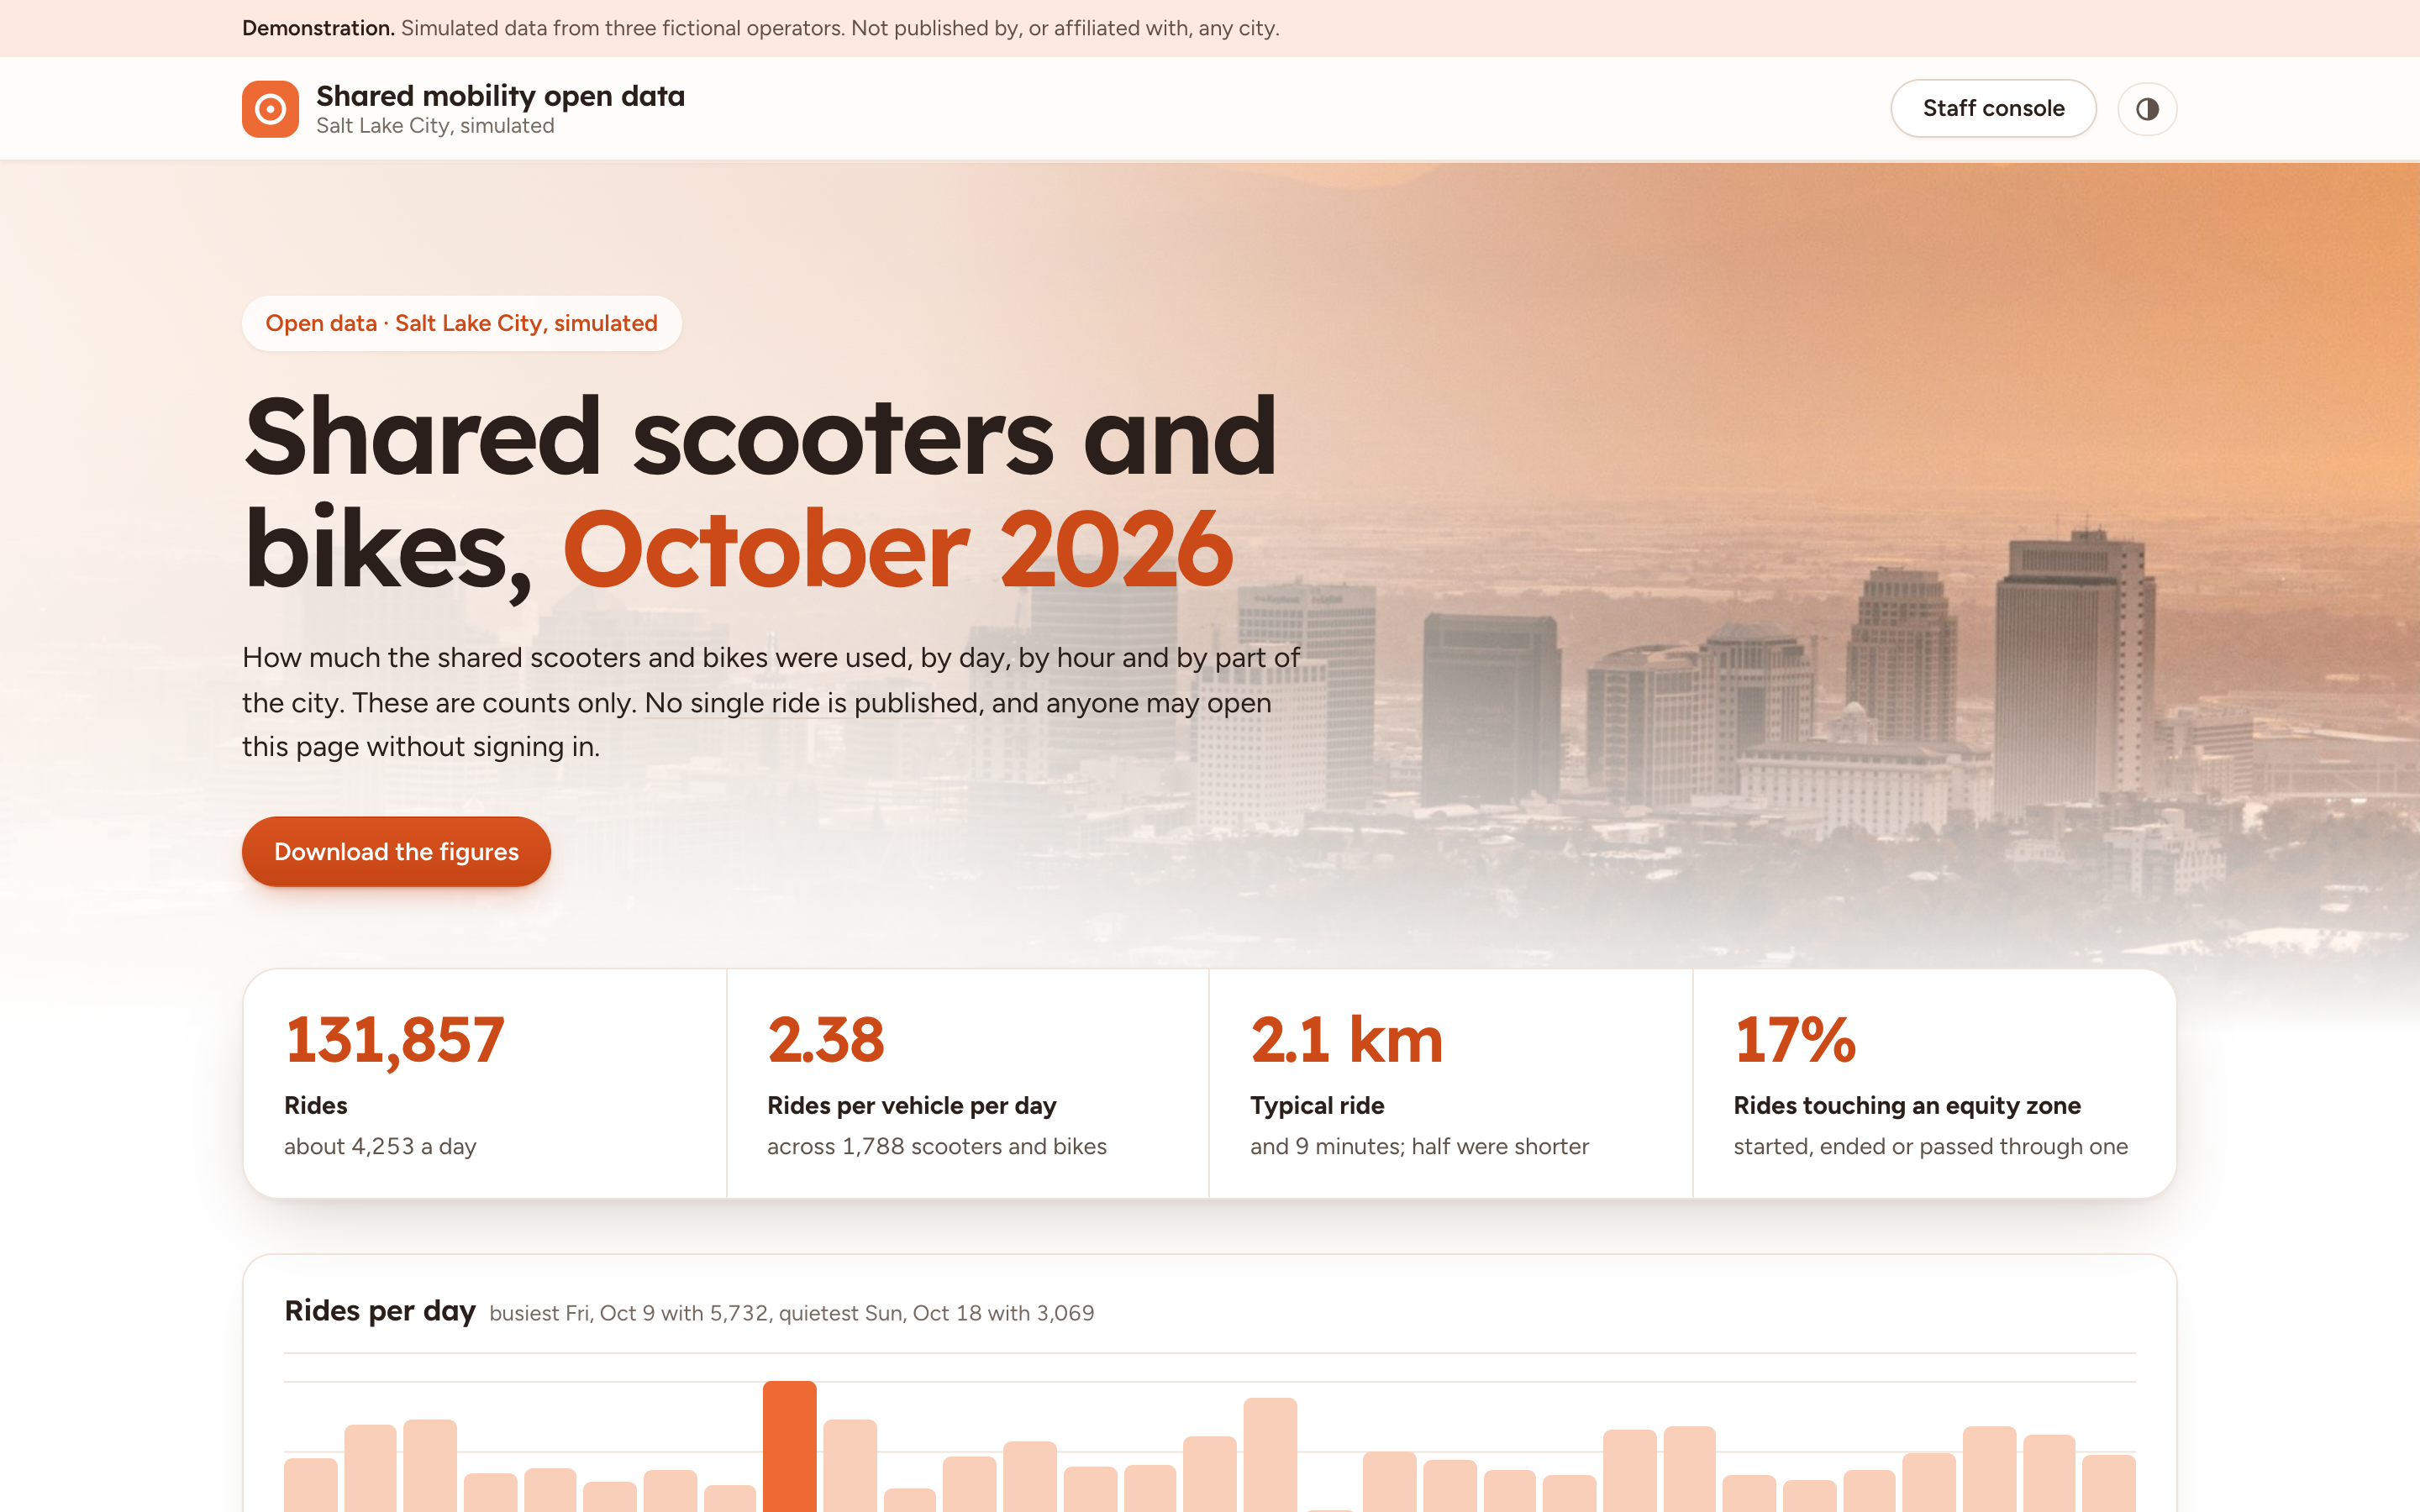 Demonstration. Simulated data from three fictional operators. Not published by, or affiliated with, any city.
Shared mobility open data
Salt Lake City, simulated
Staff console
Open data · Salt Lake City, simulated
Shared scooters and
bikes, October 2026
How much the shared scooters and bikes were used, by day, by hour and by part of
the city. These are counts only. No single ride is published, and anyone may open
this page without signing in.
Download the figures
131,857
Rides
about 4,253 a day
2.38
Rides per vehicle per day
across 1,788 scooters and bikes
2.1 km
Typical ride
and 9 minutes; half were shorter
17%
Rides touching an equity zone
started, ended or passed through one
Rides per day busiest Fri, Oct 9 with 5,732, quietest Sun, Oct 18 with 3,069